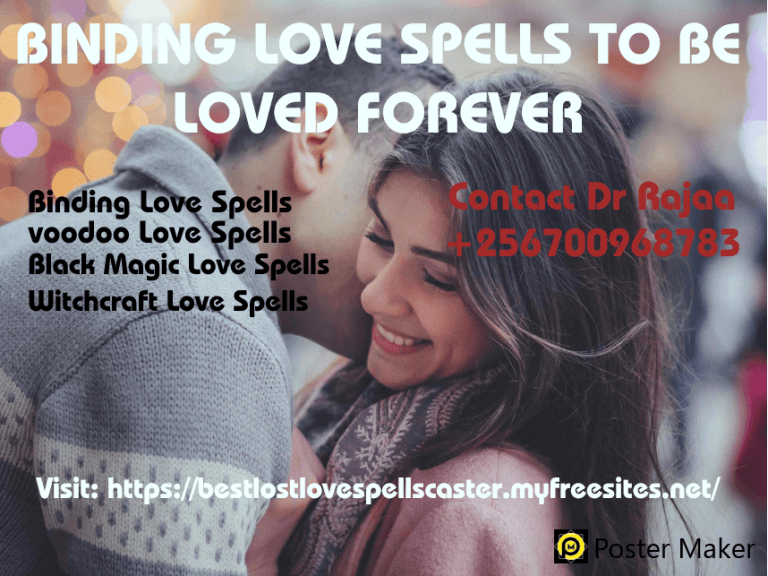 BINDING LOVE SPELLS TO BE
LOVED FOREVER
Binding Love Spells
voodoo Love Spells
Black Magic Love Spells
Witchcraft Love Spells
Contact Dr Rajaa
+256700968783
Visit: https://bestlostlovespellscaster.myfreesites.net/
Poster Maker